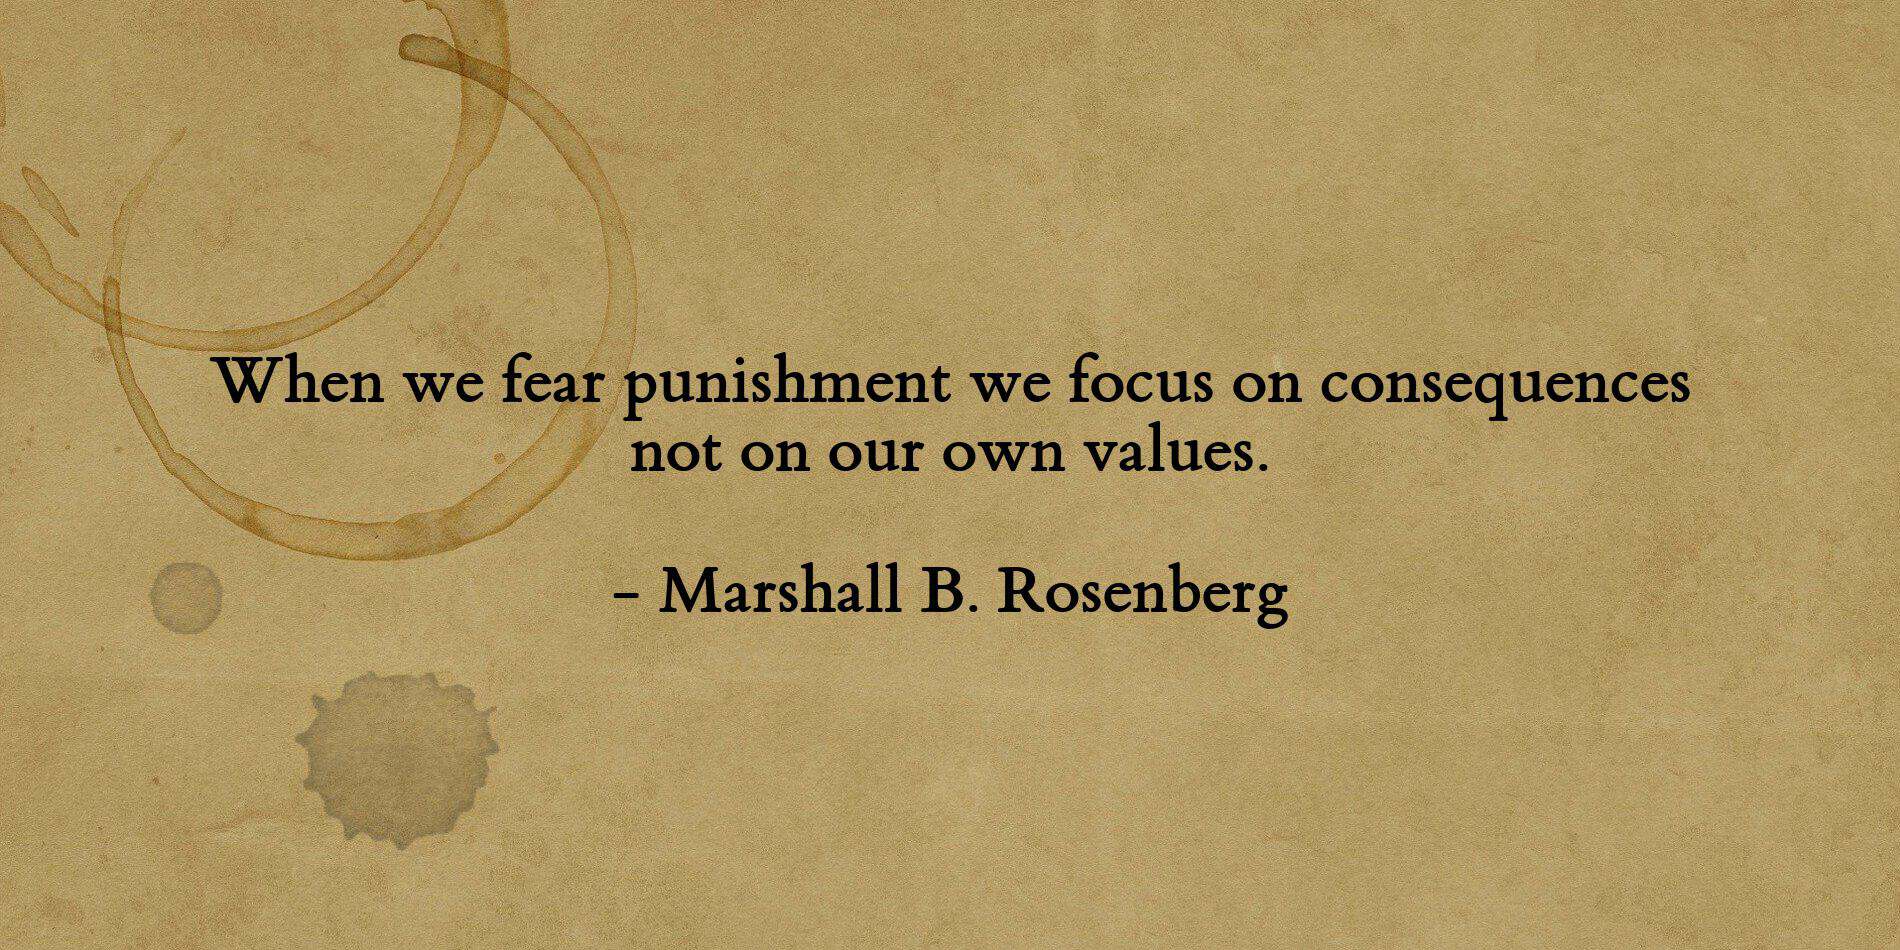 When we fear punishment we focus on consequences
not on our own values.
- Marshall B. Rosenberg